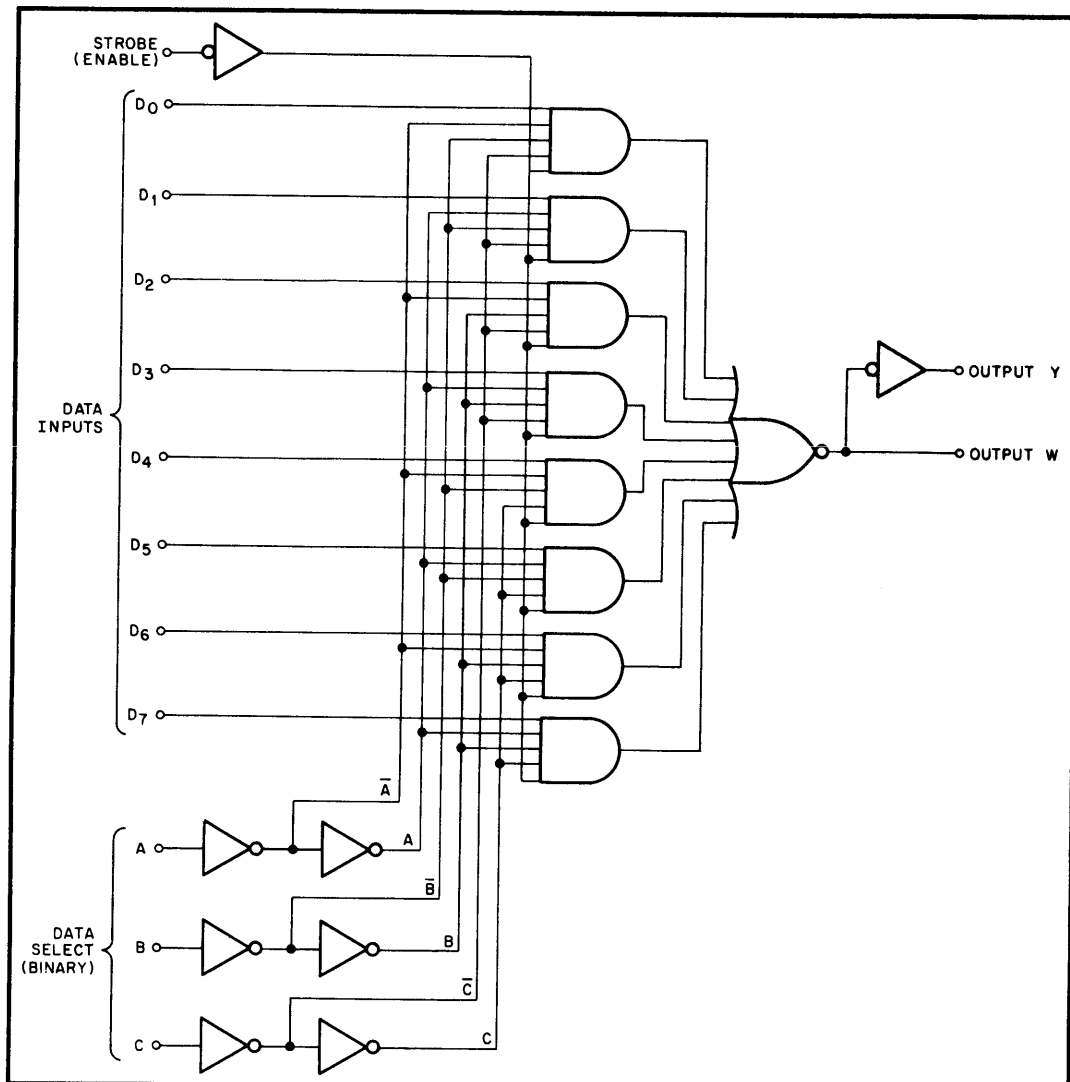 STROBE
(ENABLE)
D0
D1
D2
D3
DATA
INPUTS
D4
D5
D6
D7
OUTPUT Y
OUTPUT W
A̅
A
A
B̅
DATA
SELECT
(BINARY)
B
B
C̅
C
C